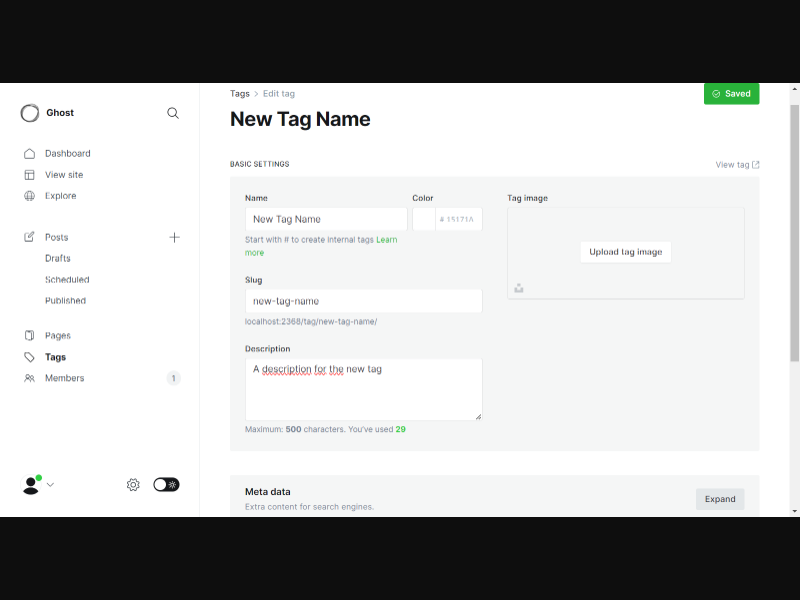 Tags > Edit tag
Saved
Ghost
New Tag Name
BASIC SETTINGS
View tag
Dashboard
View site
Explore
Name
Color
Tag image
New Tag Name
# 15171A
Start with # to create internal tags Learn
more
Upload tag image
Posts
Drafts
Scheduled
Published
Slug
new-tag-name
localhost:2368/tag/new-tag-name/
Pages
Tags
Members
1
Description
A description for the new tag
Maximum: 500 characters. You've used 29
Meta data
Extra content for search engines.
Expand